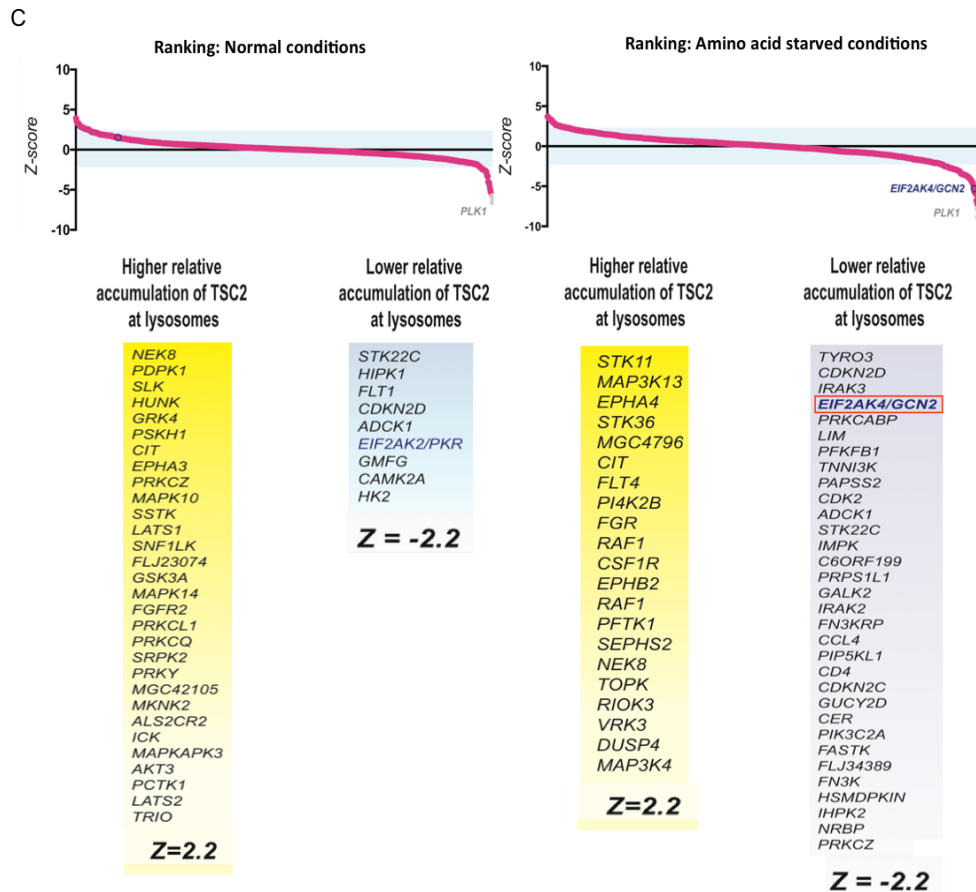 C
Ranking: Normal conditions
10
5
0
-5
-10
Z-score
PLK1
Ranking: Amino acid starved conditions
10
5
0
-5
-10
Z-score
EIF2AK4/GCN2
PLK1
Higher relative
accumulation of TSC2
at lysosomes
NEK8
PDPK1
SLK
HUNK
GRK4
PSKH1
CIT
EPHA3
PRKCZ
MAPK10
SSTK
LATS1
SNF1LK
FLJ23074
GSK3A
MAPK14
FGFR2
PRKCL1
PRKCQ
SRPK2
PRKY
MGC42105
MKNK2
ALS2CR2
ICK
MAPKAPK3
AKT3
PCTK1
LATS2
TRIO
Z=2.2
Lower relative
accumulation of TSC2
at lysosomes
STK22C
HIPK1
FLT1
CDKN2D
ADCK1
EIF2AK2/PKR
GMFG
CAMK2A
HK2
Z = -2.2
Higher relative
accumulation of TSC2
at lysosomes
STK11
MAP3K13
EPHA4
STK36
MGC4796
CIT
FLT4
PI4K2B
FGR
RAF1
CSF1R
EPHB2
RAF1
PFTK1
SEPHS2
NEK8
TOPK
RIOK3
VRK3
DUSP4
MAP3K4
Z=2.2
Lower relative
accumulation of TSC2
at lysosomes
TYRO3
CDKN2D
IRAK3
EIF2AK4/GCN2
PRKCABP
LIM
PFKFB1
TNNI3K
PAPSS2
CDK2
ADCK1
STK22C
IMPK
C6ORF199
PRPS1L1
GALK2
IRAK2
FN3KRP
CCL4
PIP5KL1
CD4
CDKN2C
GUCY2D
CER
PIK3C2A
FASTK
FLJ34389
FN3K
HSMDPKIN
IHPK2
NRBP
PRKCZ
Z = -2.2